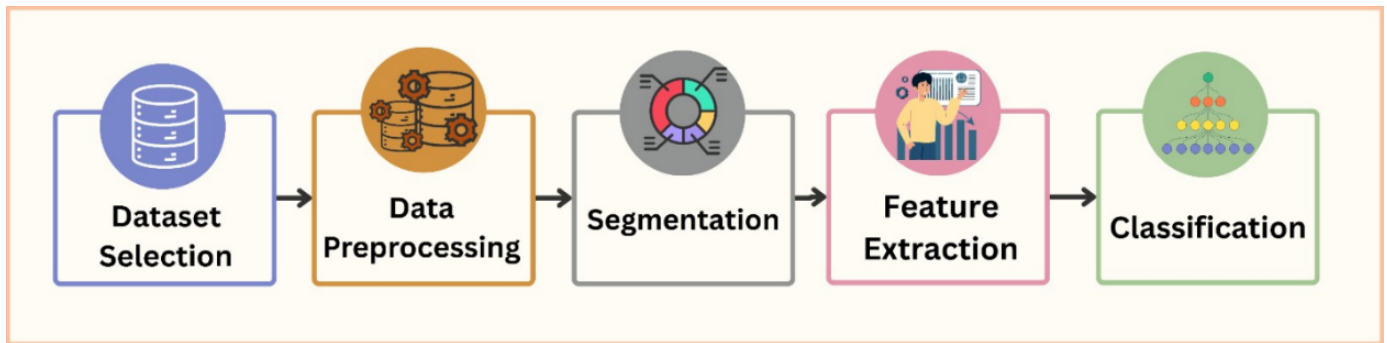 Dataset
Selection
Data
Preprocessing
Segmentation
Feature
Extraction
Classification